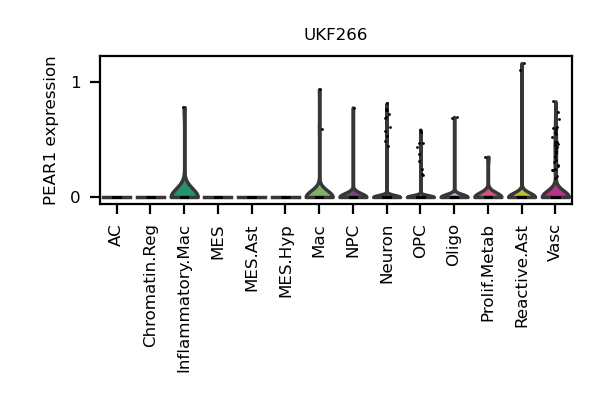 UKF266
PEAR1 expression
1
0
AC
Chromatin.Reg
Inflammatory.Mac
MES
MES.Ast
MES.Hyp
Mac
NPC
Neuron
OPC
Oligo
Prolif.Metab
Reactive.Ast
Vasc